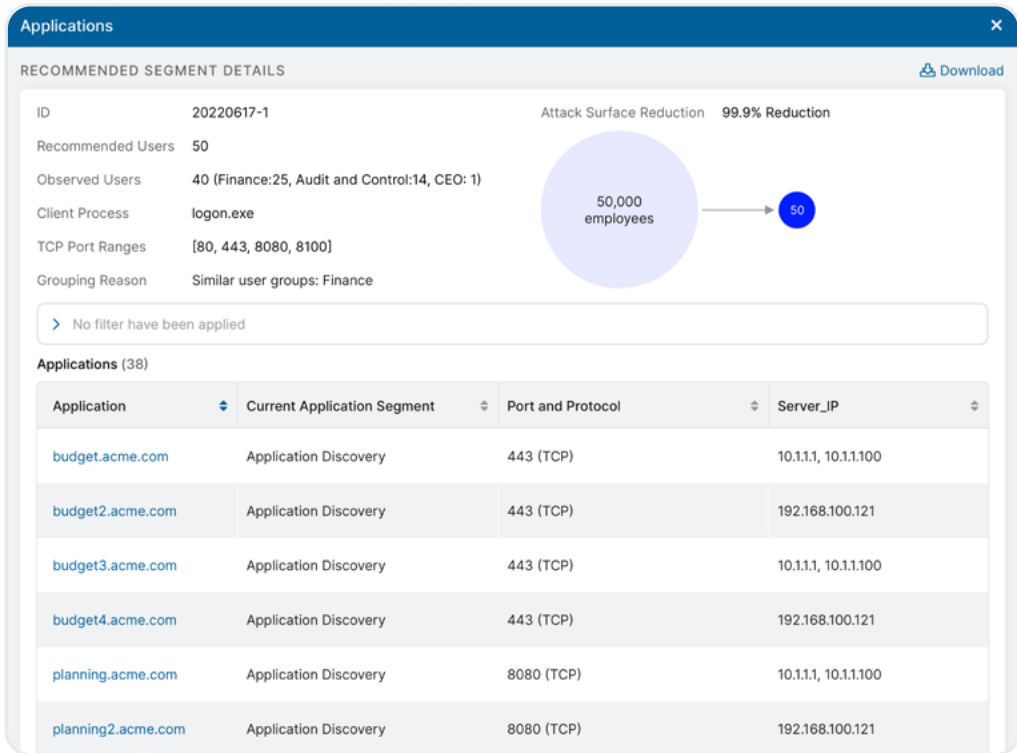 Applications ×
RECOMMENDED SEGMENT DETAILS Download
ID 20220617-1 Attack Surface Reduction 99.9% Reduction
Recommended Users 50
Observed Users 40 (Finance:25, Audit and Control:14, CEO: 1)
Client Process logon.exe
TCP Port Ranges [80, 443, 8080, 8100]
Grouping Reason Similar user groups: Finance
50,000
employees
50
No filter have been applied
Applications (38)
Application Current Application Segment Port and Protocol Server_IP
budget.acme.com Application Discovery 443 (TCP) 10.1.1.1, 10.1.1.100
budget2.acme.com Application Discovery 443 (TCP) 192.168.100.121
budget3.acme.com Application Discovery 443 (TCP) 10.1.1.1, 10.1.1.100
budget4.acme.com Application Discovery 443 (TCP) 192.168.100.121
planning.acme.com Application Discovery 8080 (TCP) 10.1.1.1, 10.1.1.100
planning2.acme.com Application Discovery 8080 (TCP) 192.168.100.121